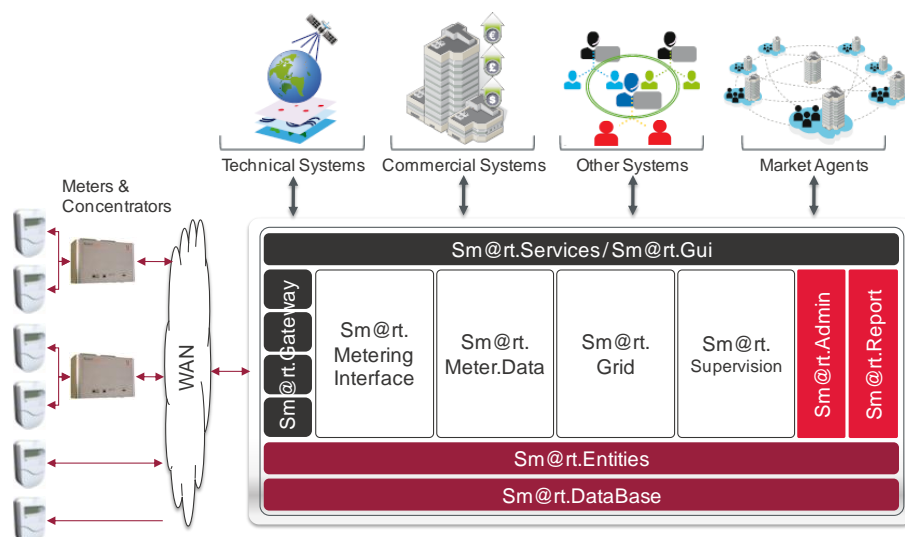 Technical Systems
Commercial Systems
Other Systems
Market Agents
Meters &
Concentrators
WAN
Sm@rt.Services/Sm@rt.Gui
Sm@rt.Gateway
Sm@rt.
Metering
Interface
Sm@rt.
Meter.Data
Sm@rt.
Grid
Sm@rt.
Supervision
Sm@rt.Admin
Sm@rt.Report
Sm@rt.Entities
Sm@rt.DataBase
€
£
$